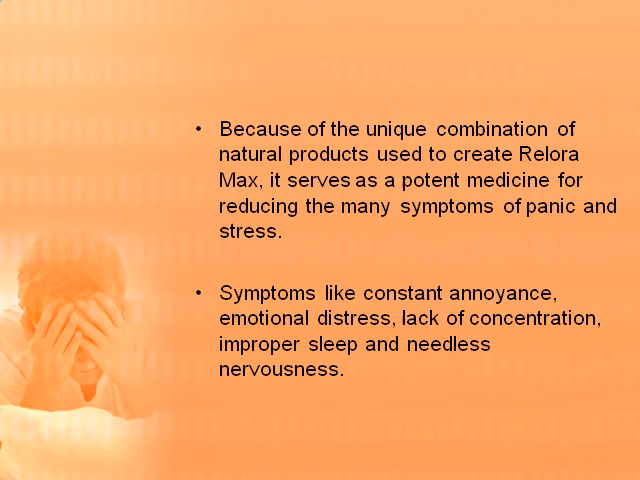 • Because of the unique combination of
natural products used to create Relora
Max, it serves as a potent medicine for
reducing the many symptoms of panic and
stress.
• Symptoms like constant annoyance,
emotional distress, lack of concentration,
improper sleep and needless
nervousness.